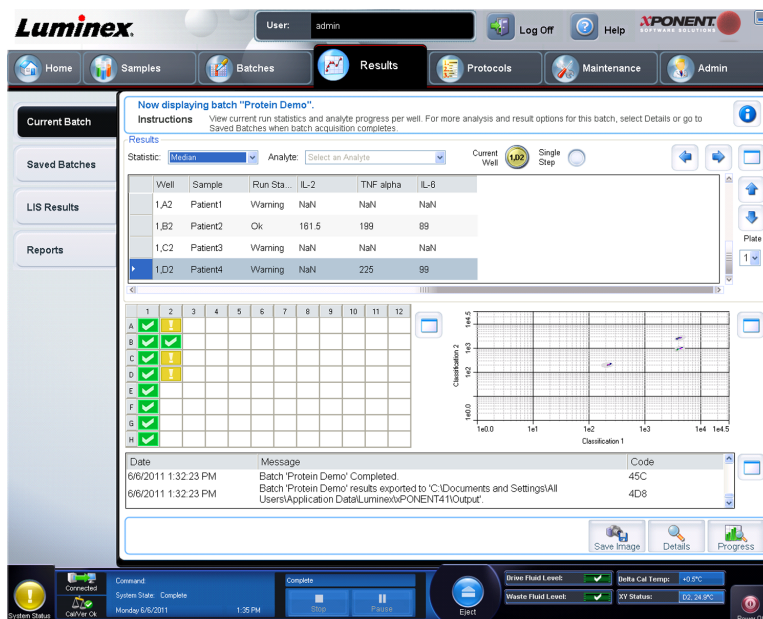 Luminex.
User: admin
Log Off
Help
XPONENT.
SOFTWARE SOLUTIONS
Home
Samples
Batches
Results
Protocols
Maintenance
Admin
Current Batch
Saved Batches
LIS Results
Reports
Now displaying batch "Protein Demo".
Instructions View current run statistics and analyte progress per well. For more analysis and result options for this batch, select Details or go to
Saved Batches when batch acquisition completes.
Results
Statistic: Median Analyte: Select an Analyte Current Well 1,D2 Single Step
Well Sample Run Sta... IL-2 TNF alpha IL-6
1,A2 Patient1 Warning NaN NaN NaN
1,B2 Patient2 Ok 161.5 199 89
1,C2 Patient3 Warning NaN NaN NaN
1,D2 Patient4 Warning NaN 225 99
Plate
1
1 2 3 4 5 6 7 8 9 10 11 12
A
B
C
D
E
F
G
H
Classification 2
1e4.5
1e3
1e2
1e0.0
1e0.0 1e1 1e2 1e3 1e4 1e4.5
Classification 1
Date Message Code
6/6/2011 1:32:23 PM Batch 'Protein Demo' Completed. 45C
6/6/2011 1:32:23 PM Batch 'Protein Demo' results exported to 'C:\Documents and Settings\All
Users\Application Data\Luminex\xPONENT41\Output'. 4D8
Save Image
Details
Progress
System Status
Connected
Cal/Ver Ok
Command:
System State: Complete
Monday 6/6/2011 1:35 PM
Complete
Stop
Pause
Eject
Drive Fluid Level:
Waste Fluid Level:
Delta Cal Temp: +0.5°C
XY Status: D2, 24.9°C